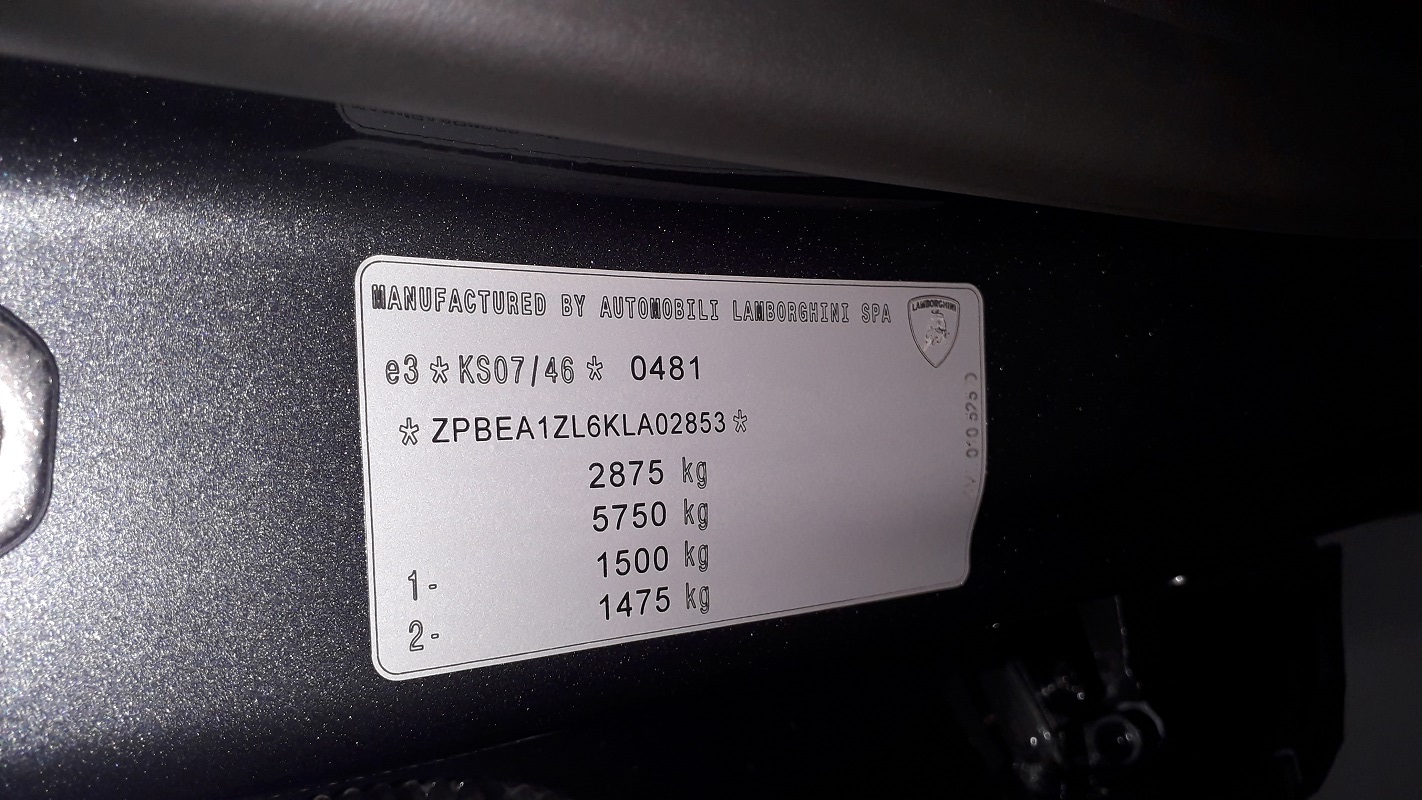 MANUFACTURED BY AUTOMOBILI LAMBORGHINI SPA
LAMBORGHINI
e3*KS07/46* 0481
*ZPBEA1ZL6KLA02853*
2875 kg
5750 kg
1- 1500 kg
2- 1475 kg